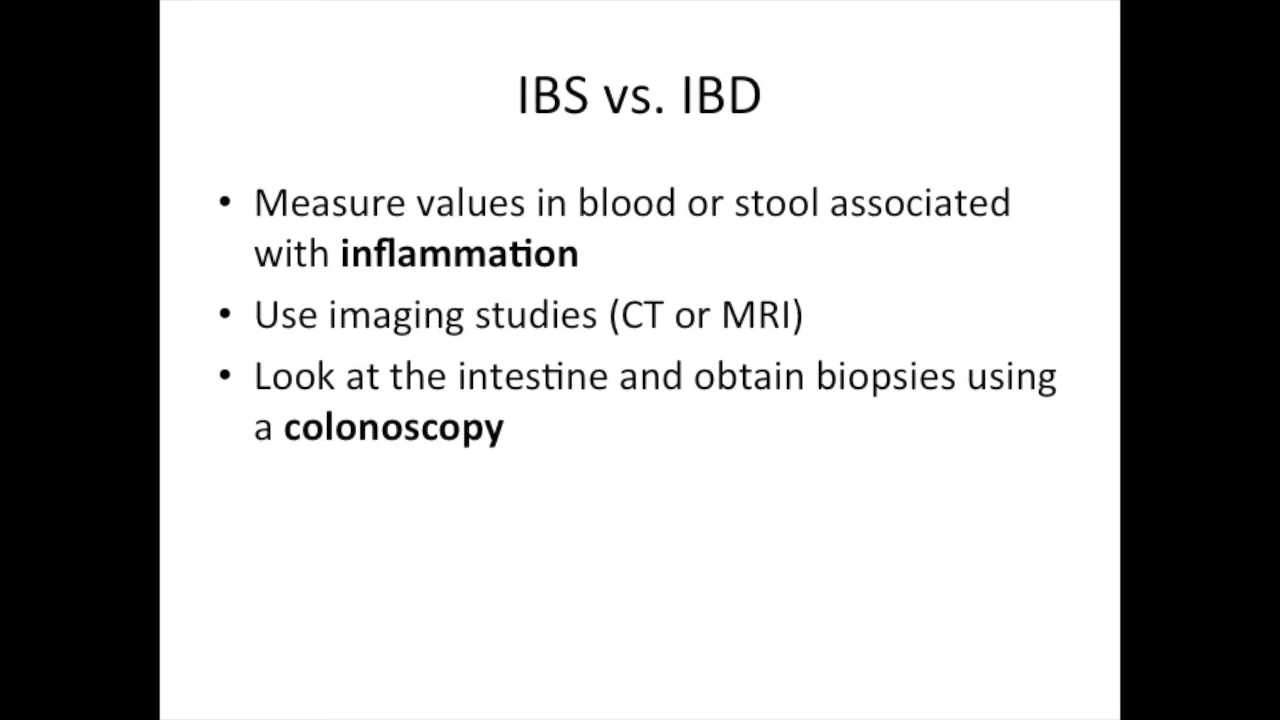 IBS vs. IBD
• Measure values in blood or stool associated
with inflammation
• Use imaging studies (CT or MRI)
• Look at the intestine and obtain biopsies using
a colonoscopy